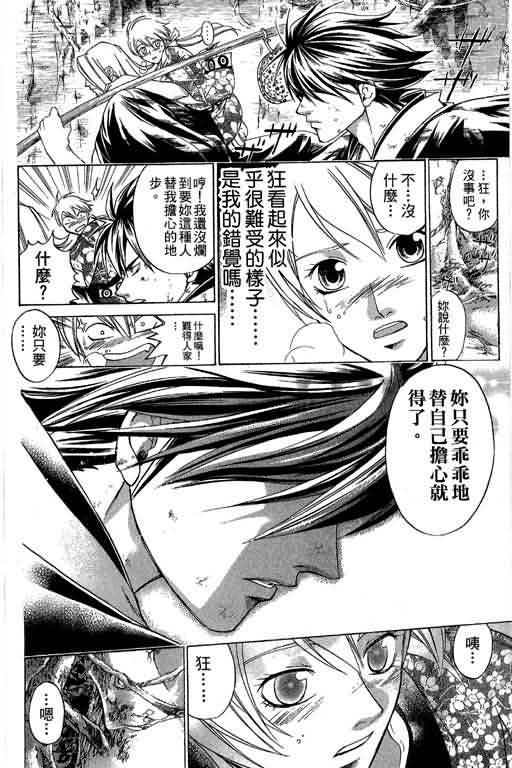 …
…狂，你
沒事吧？
不…沒
什麼…
妳說什麼？
狂看起來似
乎很難受的樣子……
是我的錯覺嗎……
哼！我還沒爛
到要妳這種人
替我擔心的地
步。
什麼？
什麼嘛！
難得人家
…
妳只要
…
妳只要乖乖地
替自己擔心就
得了。
咦…
狂……
…嗯…